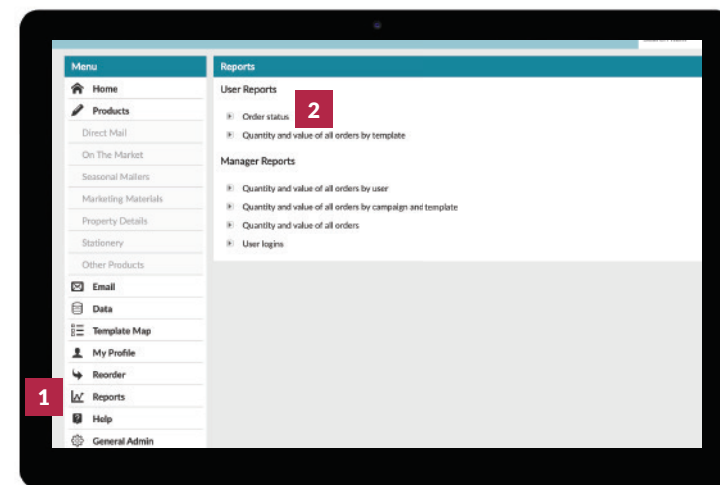 Menu
Home
Products
Direct Mail
On The Market
Seasonal Mailers
Marketing Materials
Property Details
Stationery
Other Products
Email
Data
Template Map
My Profile
Reorder
1
Reports
Help
General Admin
Reports
User Reports
Order status
2
Quantity and value of all orders by template
Manager Reports
Quantity and value of all orders by user
Quantity and value of all orders by campaign and template
Quantity and value of all orders
User logins